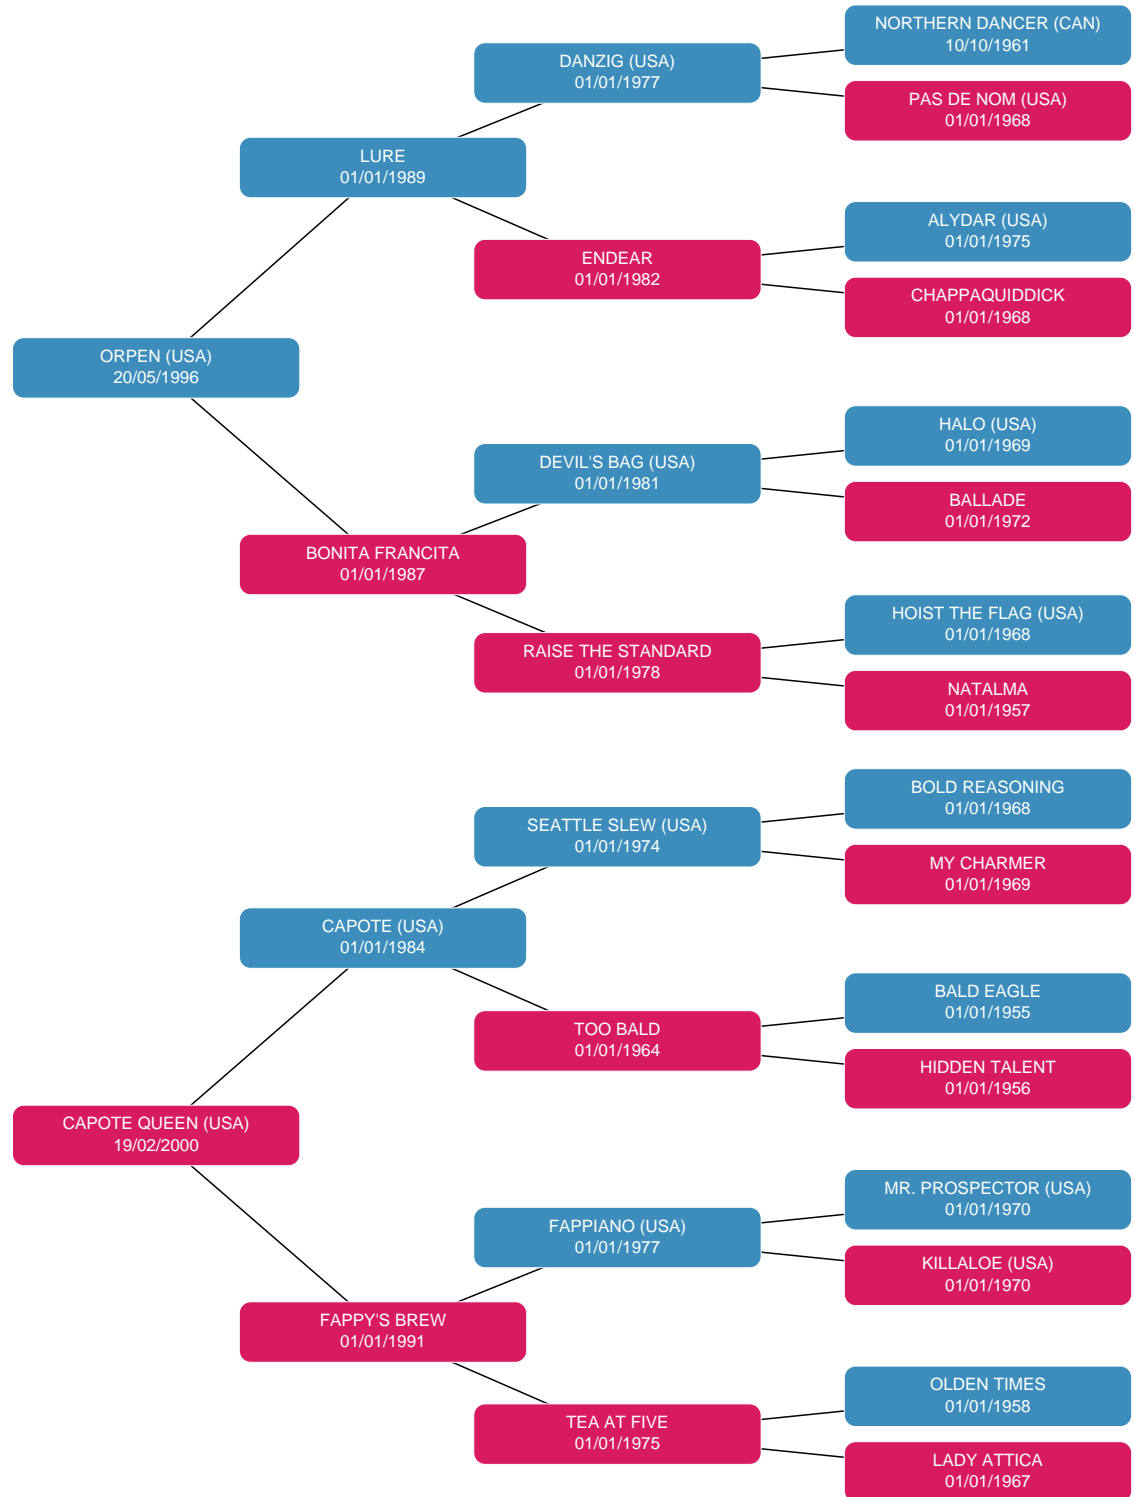 NORTHERN DANCER (CAN)
10/10/1961
DANZIG (USA)
01/01/1977
PAS DE NOM (USA)
01/01/1968
LURE
01/01/1989
ALYDAR (USA)
01/01/1975
ENDEAR
01/01/1982
CHAPPAQUIDDICK
01/01/1968
ORPEN (USA)
20/05/1996
HALO (USA)
01/01/1969
DEVIL'S BAG (USA)
01/01/1981
BALLADE
01/01/1972
BONITA FRANCITA
01/01/1987
HOIST THE FLAG (USA)
01/01/1968
RAISE THE STANDARD
01/01/1978
NATALMA
01/01/1957
BOLD REASONING
01/01/1968
SEATTLE SLEW (USA)
01/01/1974
MY CHARMER
01/01/1969
CAPOTE (USA)
01/01/1984
BALD EAGLE
01/01/1955
TOO BALD
01/01/1964
HIDDEN TALENT
01/01/1956
CAPOTE QUEEN (USA)
19/02/2000
MR. PROSPECTOR (USA)
01/01/1970
FAPPIANO (USA)
01/01/1977
KILLALOE (USA)
01/01/1970
FAPPY'S BREW
01/01/1991
OLDEN TIMES
01/01/1958
TEA AT FIVE
01/01/1975
LADY ATTICA
01/01/1967